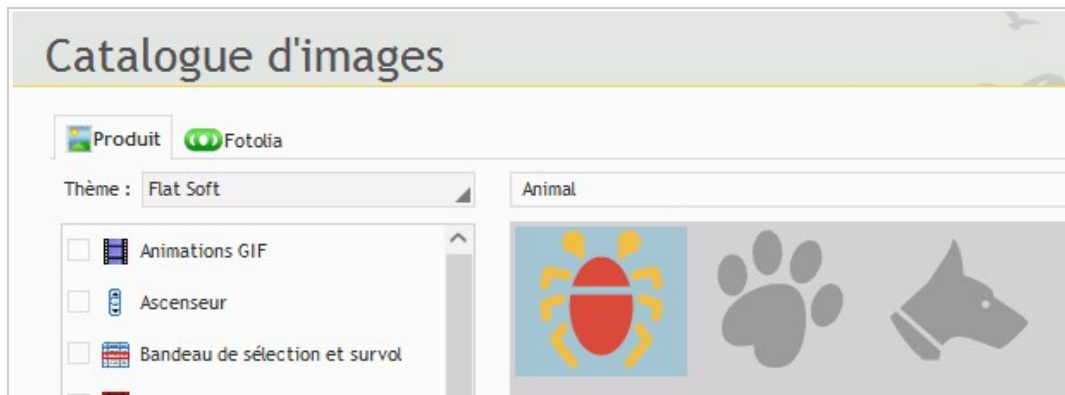 Catalogue d'images
Produit Fotolia
Thème : Flat Soft
Animal
Animations GIF
Ascenseur
Bandeau de sélection et survol